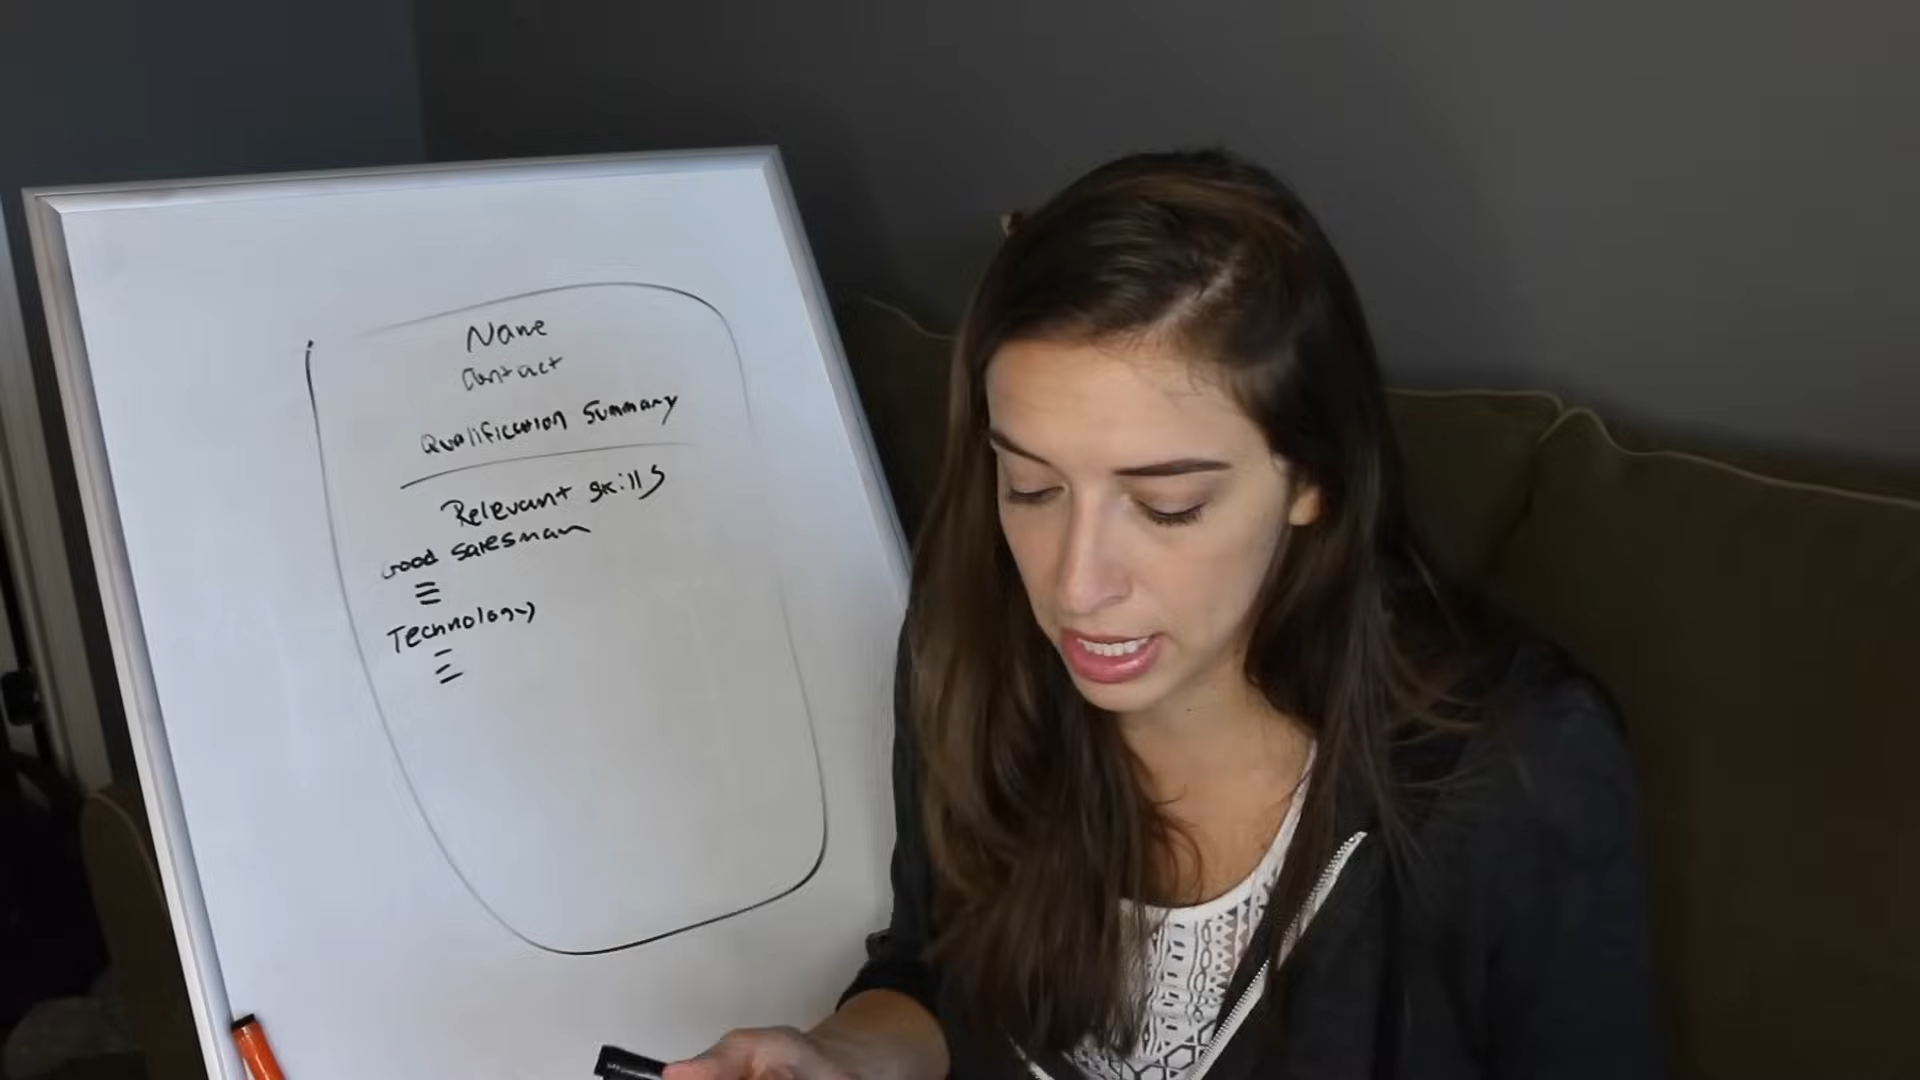 Name
Contact
Qualification Summary
Relevant skills
Good salesman
Technology